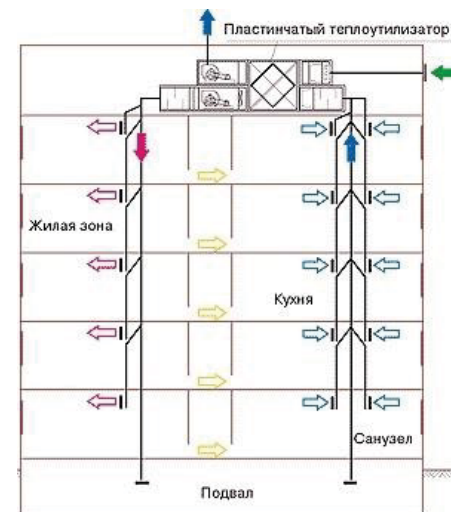 Пластинчатый теплоутилизатор
Жилая зона
Кухня
Санузел
Подвал